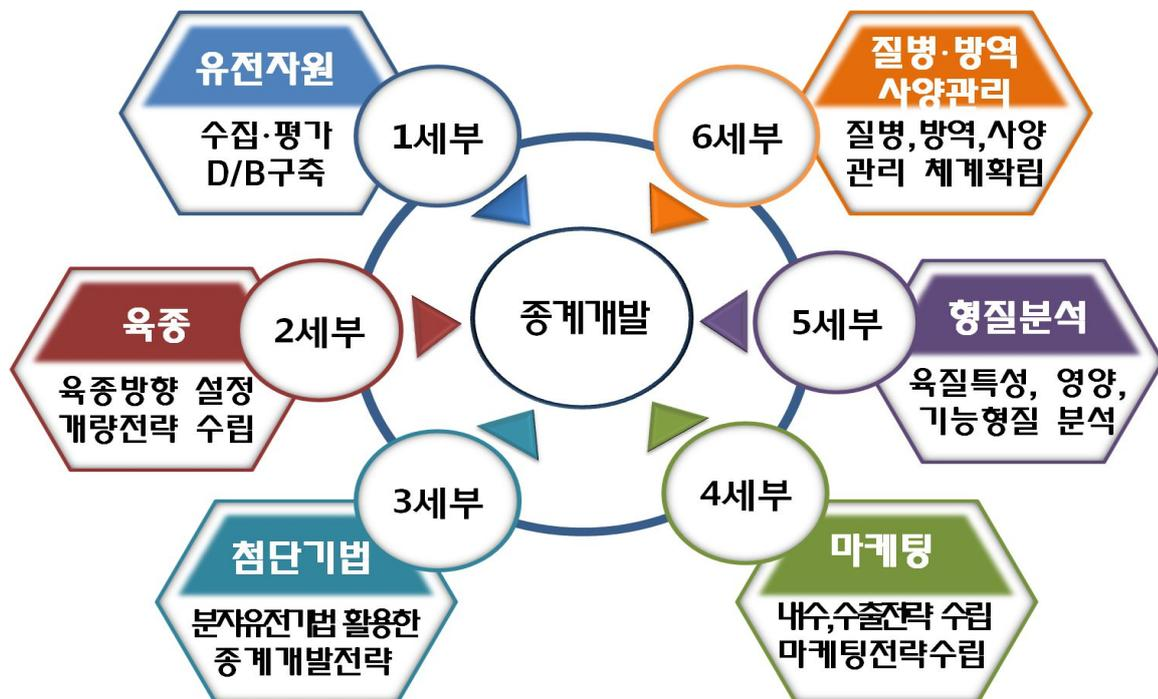 유전자원
수집·평가
D/B구축
1세부
질병·방역
사양관리
질병,방역,사양
관리 체계확립
6세부
육종
육종방향 설정
개량전략 수립
2세부
종계개발
5세부
형질분석
육질특성, 영양,
기능형질 분석
3세부
첨단기법
분자유전기법 활용한
종계개발전략
4세부
마케팅
내수,수출전략 수립
마케팅전략수립